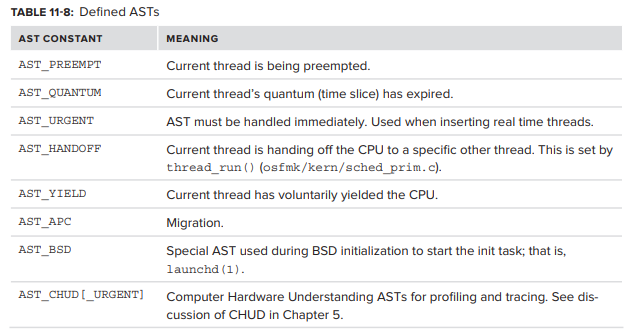 TABLE 11-8: Defined ASTs
AST CONSTANT MEANING
AST_PREEMPT Current thread is being preempted.
AST_QUANTUM Current thread's quantum (time slice) has expired.
AST_URGENT AST must be handled immediately. Used when inserting real time threads.
AST_HANDOFF Current thread is handing off the CPU to a specific other thread. This is set by
thread_run() (osfmk/kern/sched_prim.c).
AST_YIELD Current thread has voluntarily yielded the CPU.
AST_APC Migration.
AST_BSD Special AST used during BSD initialization to start the init task; that is,
launchd(1).
AST_CHUD[_URGENT] Computer Hardware Understanding ASTs for profiling and tracing. See dis-
cussion of CHUD in Chapter 5.